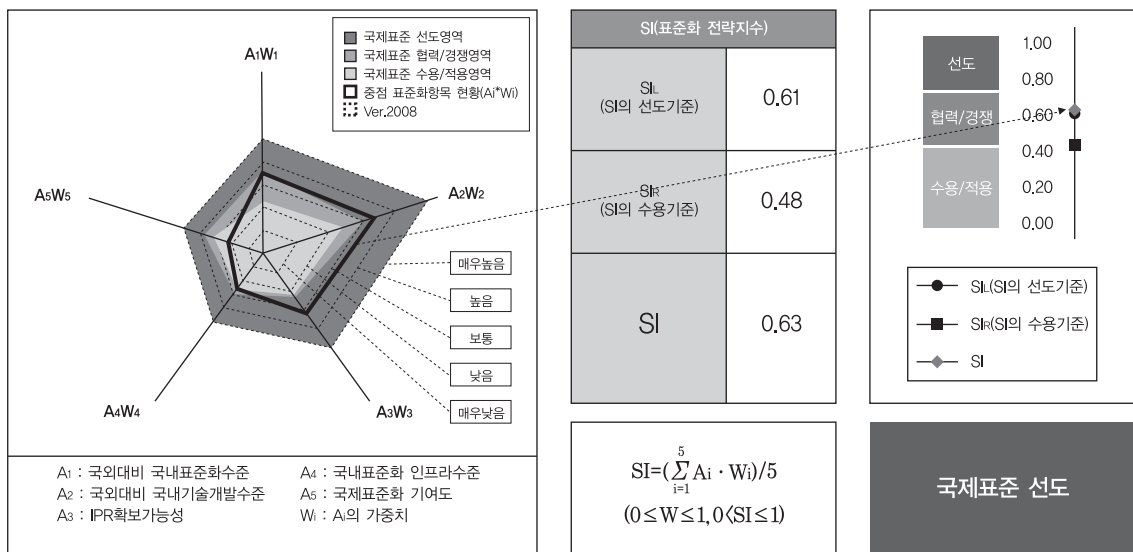 국제표준 선도영역
국제표준 협력/경쟁영역
국제표준 수용/적용영역
중점 표준화항목 현황(Ai*Wi)
Ver.2008
A1W1
A2W2
A3W3
A4W4
A5W5
매우높음
높음
보통
낮음
매우낮음
A1 : 국외대비 국내표준화수준
A2 : 국외대비 국내기술개발수준
A3 : IPR확보가능성
A4 : 국내표준화 인프라수준
A5 : 국제표준화 기여도
Wi : Ai의 가중치
SI(표준화 전략지수)
SIL
(SI의 선도기준)
0.61
SIR
(SI의 수용기준)
0.48
SI
0.63
SI=(5∑i=1 Ai · Wi)/5
(0≤W≤1, 0<SI≤1)
선도
협력/경쟁
수용/적용
1.00
0.80
0.60
0.40
0.20
0.00
SIL(SI의 선도기준)
SIR(SI의 수용기준)
SI
국제표준 선도